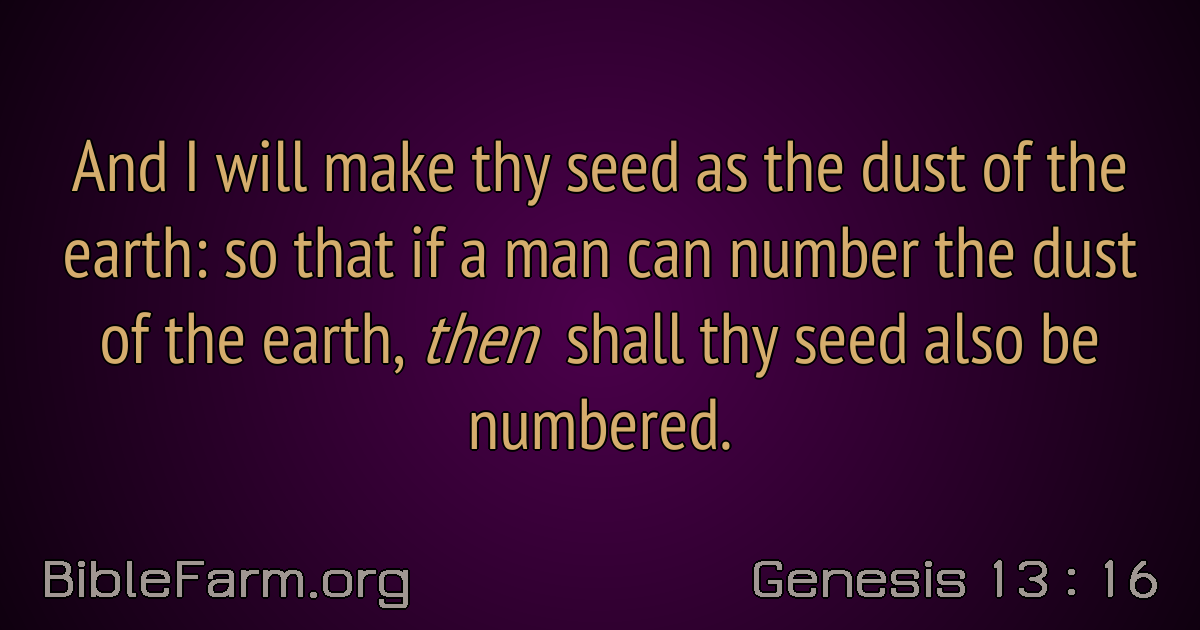 And I will make thy seed as the dust of the
earth: so that if a man can number the dust
of the earth, then shall thy seed also be
numbered.
BibleFarm.org
Genesis 13 : 16